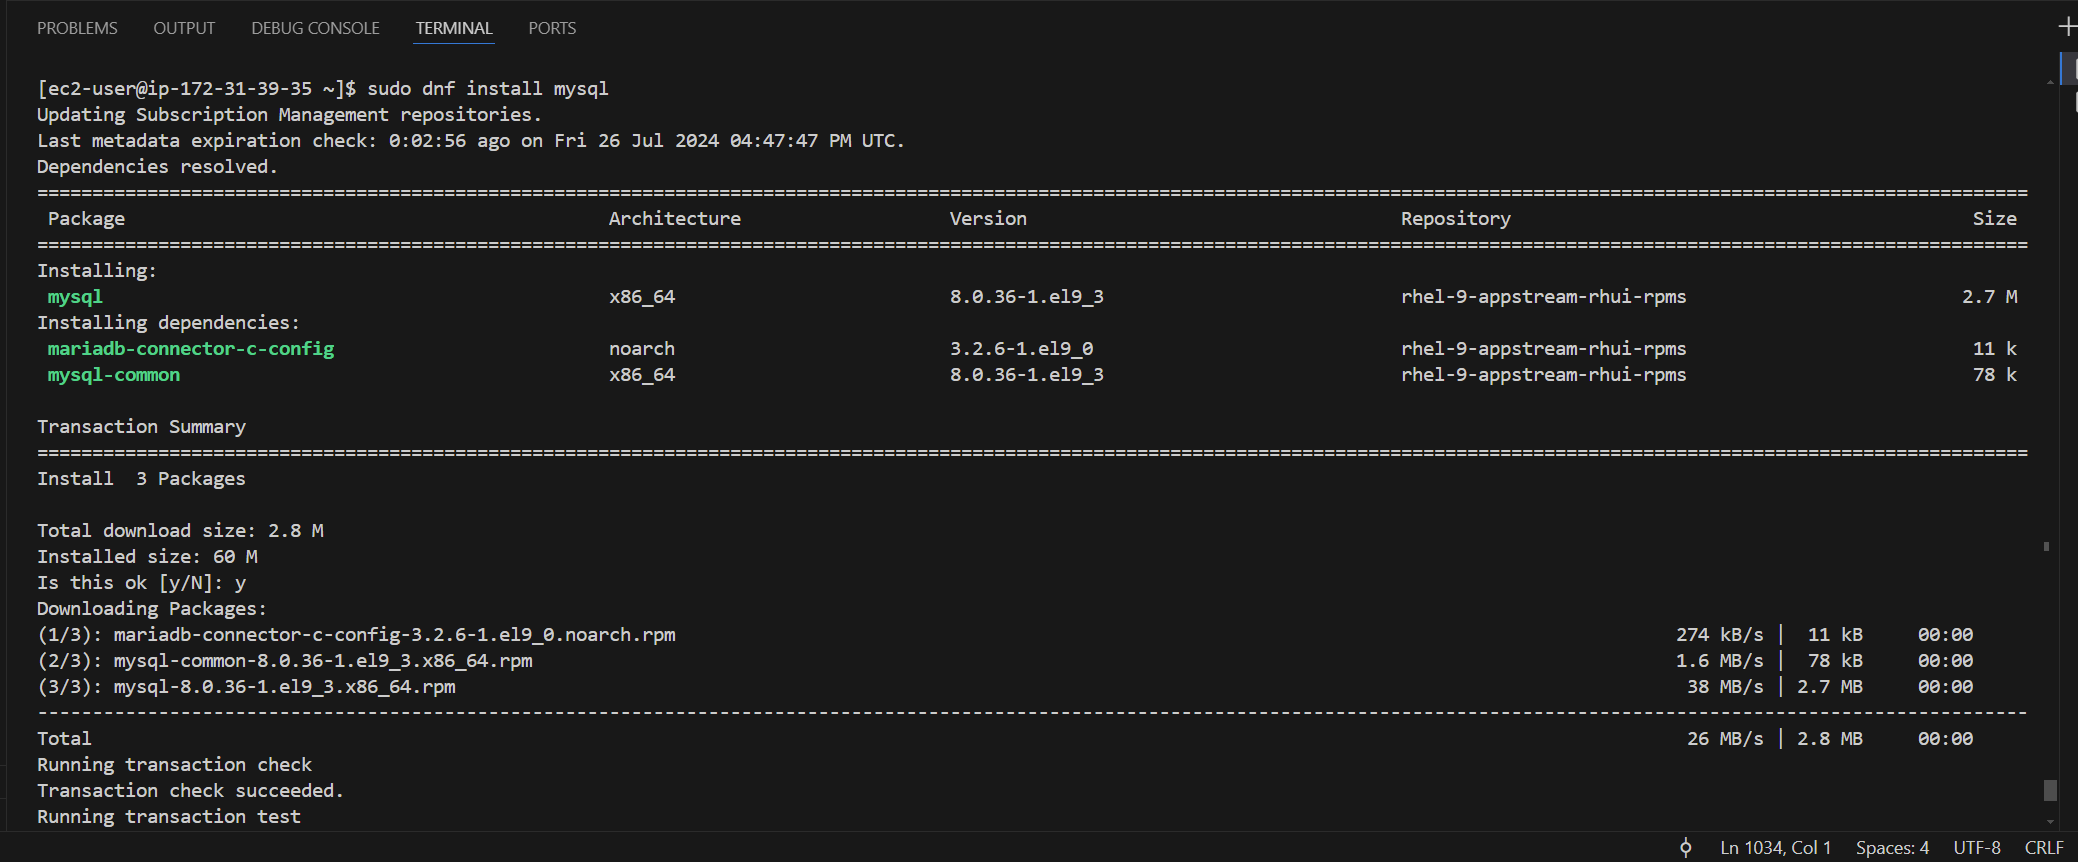 PROBLEMS OUTPUT DEBUG CONSOLE TERMINAL PORTS
[ec2-user@ip-172-31-39-35 ~]$ sudo dnf install mysql
Updating Subscription Management repositories.
Last metadata expiration check: 0:02:56 ago on Fri 26 Jul 2024 04:47:47 PM UTC.
Dependencies resolved.
================================================================================
Package Architecture Version Repository Size
================================================================================
Installing:
mysql x86_64 8.0.36-1.el9_3 rhel-9-appstream-rhui-rpms 2.7 M
Installing dependencies:
mariadb-connector-c-config noarch 3.2.6-1.el9_0 rhel-9-appstream-rhui-rpms 11 k
mysql-common x86_64 8.0.36-1.el9_3 rhel-9-appstream-rhui-rpms 78 k
Transaction Summary
================================================================================
Install 3 Packages
Total download size: 2.8 M
Installed size: 60 M
Is this ok [y/N]: y
Downloading Packages:
(1/3): mariadb-connector-c-config-3.2.6-1.el9_0.noarch.rpm 274 kB/s | 11 kB 00:00
(2/3): mysql-common-8.0.36-1.el9_3.x86_64.rpm 1.6 MB/s | 78 kB 00:00
(3/3): mysql-8.0.36-1.el9_3.x86_64.rpm 38 MB/s | 2.7 MB 00:00
--------------------------------------------------------------------------------
Total 26 MB/s | 2.8 MB 00:00
Running transaction check
Transaction check succeeded.
Running transaction test
Ln 1034, Col 1 Spaces: 4 UTF-8 CRLF